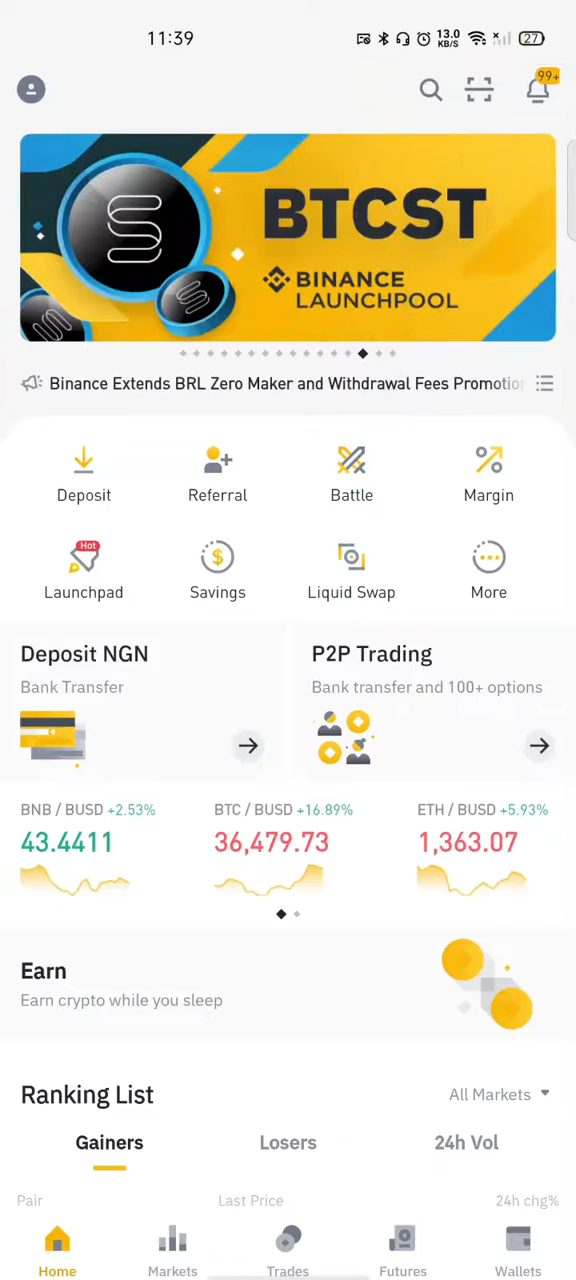 11:39
13.0
KB/S
27
99+
BTCST
BINANCE
LAUNCHPOOL
Binance Extends BRL Zero Maker and Withdrawal Fees Promotion
Deposit
Referral
Battle
Margin
Hot
Launchpad
Savings
Liquid Swap
More
Deposit NGN
Bank Transfer
P2P Trading
Bank transfer and 100+ options
BNB / BUSD +2.53%
BTC / BUSD +16.89%
ETH / BUSD +5.93%
43.4411
36,479.73
1,363.07
Earn
Earn crypto while you sleep
Ranking List
All Markets
Gainers
Losers
24h Vol
Pair
Last Price
24h chg%
Home
Markets
Trades
Futures
Wallets